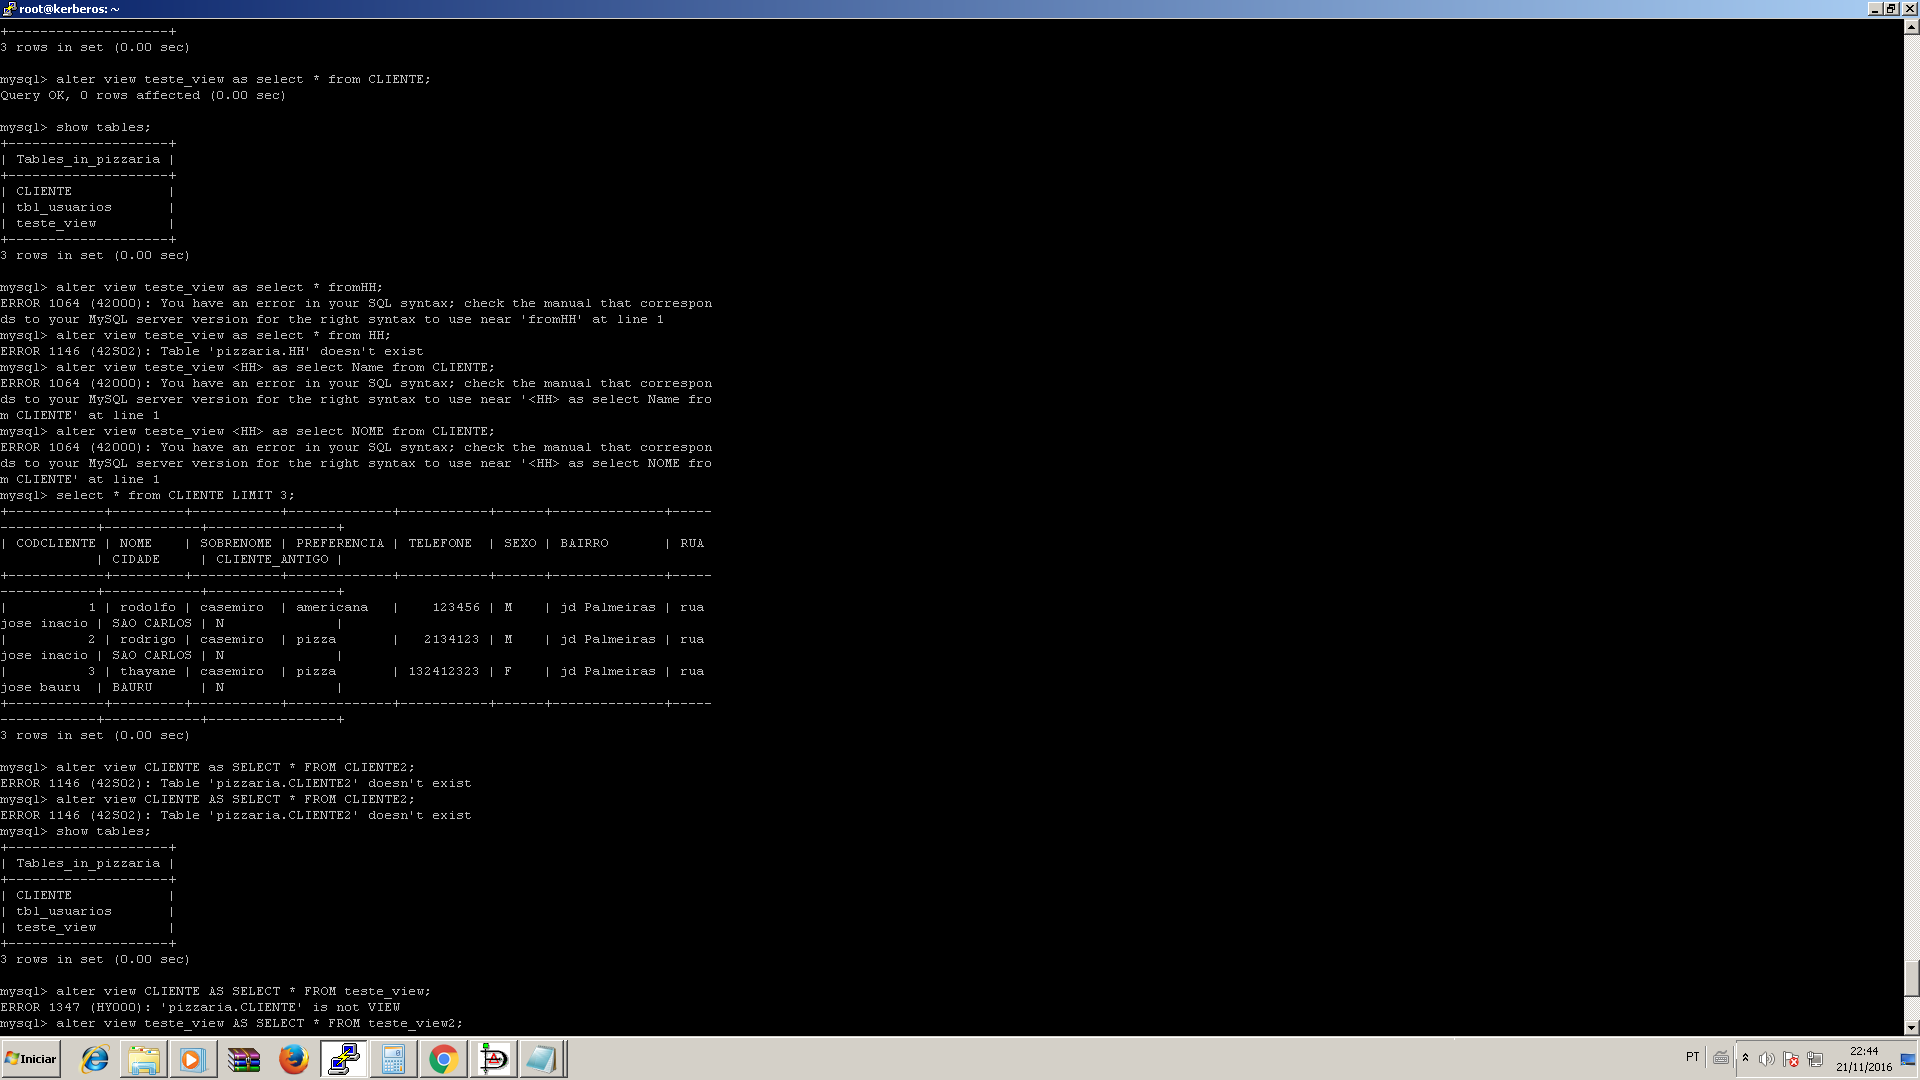 root@kerberos: ~
+--------------------+
3 rows in set (0.00 sec)
mysql> alter view teste_view as select * from CLIENTE;
Query OK, 0 rows affected (0.00 sec)
mysql> show tables;
+--------------------+
| Tables_in_pizzaria |
+--------------------+
| CLIENTE            |
| tbl_usuarios       |
| teste_view         |
+--------------------+
3 rows in set (0.00 sec)
mysql> alter view teste_view as select * fromHH;
ERROR 1064 (42000): You have an error in your SQL syntax; check the manual that correspon
ds to your MySQL server version for the right syntax to use near 'fromHH' at line 1
mysql> alter view teste_view as select * from HH;
ERROR 1146 (42S02): Table 'pizzaria.HH' doesn't exist
mysql> alter view teste_view <HH> as select Name from CLIENTE;
ERROR 1064 (42000): You have an error in your SQL syntax; check the manual that correspon
ds to your MySQL server version for the right syntax to use near '<HH> as select Name fro
m CLIENTE' at line 1
mysql> alter view teste_view <HH> as select NOME from CLIENTE;
ERROR 1064 (42000): You have an error in your SQL syntax; check the manual that correspon
ds to your MySQL server version for the right syntax to use near '<HH> as select NOME fro
m CLIENTE' at line 1
mysql> select * from CLIENTE LIMIT 3;
+------------+---------+-----------+-------------+-----------+------+--------------+-----
------------+------------+----------------+
| CODCLIENTE | NOME    | SOBRENOME | PREFERENCIA | TELEFONE  | SEXO | BAIRRO       | RUA
            | CIDADE     | CLIENTE_ANTIGO |
+------------+---------+-----------+-------------+-----------+------+--------------+-----
------------+------------+----------------+
|          1 | rodolfo | casemiro  | americana   |    123456 | M    | jd Palmeiras | rua
jose inacio | SAO CARLOS | N              |
|          2 | rodrigo | casemiro  | pizza       |   2134123 | M    | jd Palmeiras | rua
jose inacio | SAO CARLOS | N              |
|          3 | thayane | casemiro  | pizza       | 132412323 | F    | jd Palmeiras | rua
jose bauru  | BAURU      | N              |
+------------+---------+-----------+-------------+-----------+------+--------------+-----
------------+------------+----------------+
3 rows in set (0.00 sec)
mysql> alter view CLIENTE as SELECT * FROM CLIENTE2;
ERROR 1146 (42S02): Table 'pizzaria.CLIENTE2' doesn't exist
mysql> alter view CLIENTE AS SELECT * FROM CLIENTE2;
ERROR 1146 (42S02): Table 'pizzaria.CLIENTE2' doesn't exist
mysql> show tables;
+--------------------+
| Tables_in_pizzaria |
+--------------------+
| CLIENTE            |
| tbl_usuarios       |
| teste_view         |
+--------------------+
3 rows in set (0.00 sec)
mysql> alter view CLIENTE AS SELECT * FROM teste_view;
ERROR 1347 (HY000): 'pizzaria.CLIENTE' is not VIEW
mysql> alter view teste_view AS SELECT * FROM teste_view2;
Iniciar
PT
22:44
21/11/2016